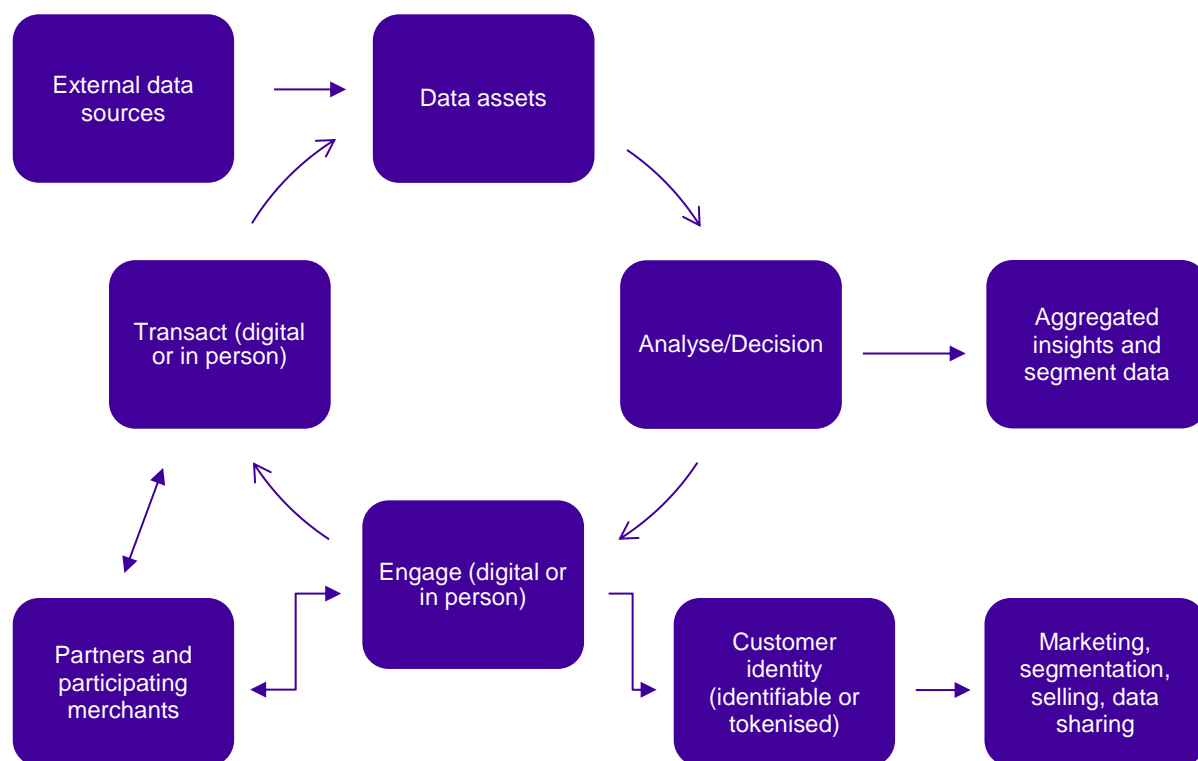 External data
sources
Data assets
Transact (digital
or in person)
Analyse/Decision
Aggregated
insights and
segment data
Engage (digital or
in person)
Partners and
participating
merchants
Customer
identity
(identifiable or
tokenised)
Marketing,
segmentation,
selling, data
sharing